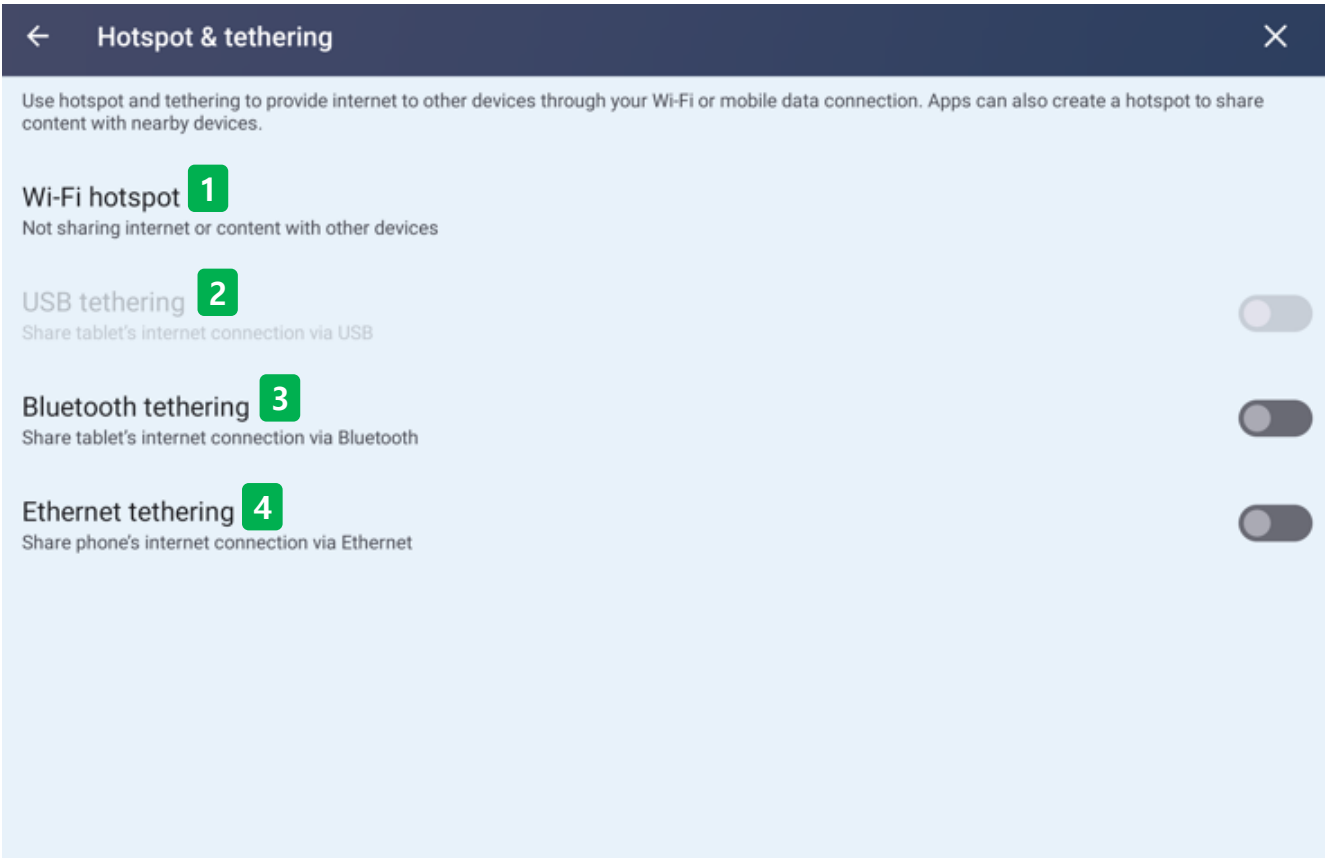 Hotspot & tethering
Use hotspot and tethering to provide internet to other devices through your Wi-Fi or mobile data connection. Apps can also create a hotspot to share
content with nearby devices.
Wi-Fi hotspot 1
Not sharing internet or content with other devices
USB tethering 2
Share tablet's internet connection via USB
Bluetooth tethering 3
Share tablet's internet connection via Bluetooth
Ethernet tethering 4
Share phone's internet connection via Ethernet